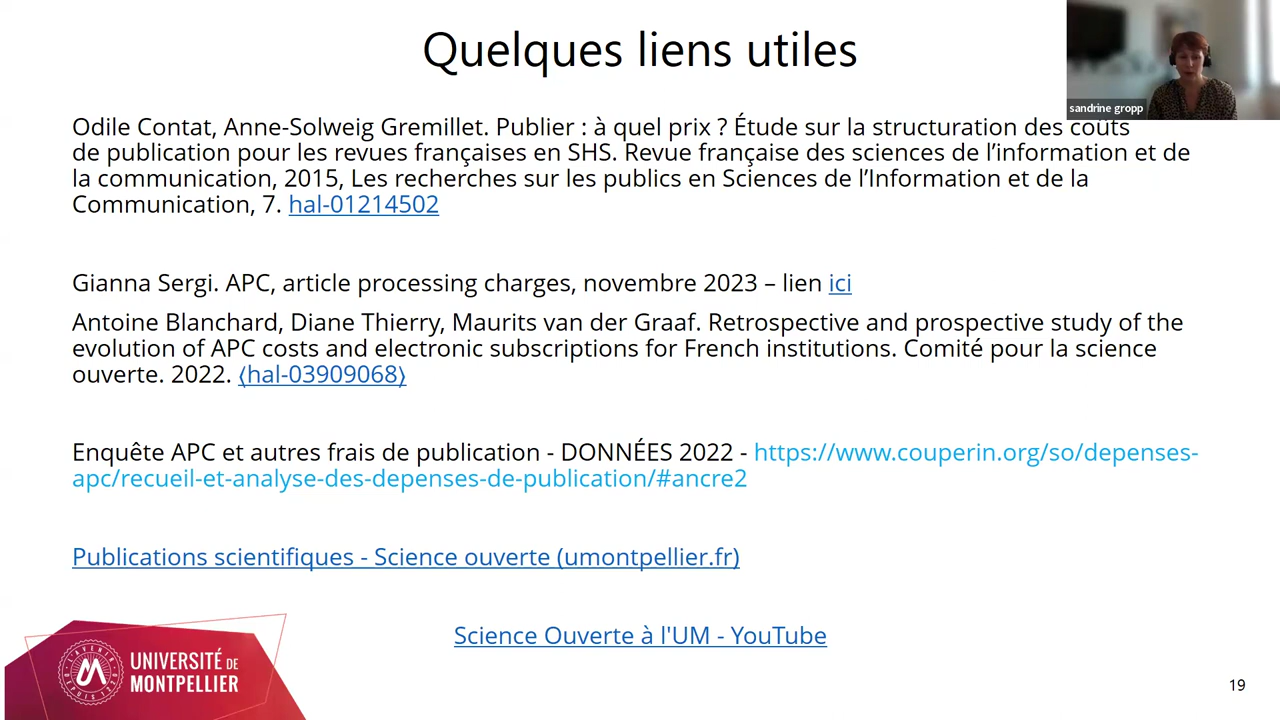 Quelques liens utiles
sandrine gropp
Odile Contat, Anne-Solweig Gremillet. Publier : à quel prix ? Étude sur la structuration des coûts
de publication pour les revues françaises en SHS. Revue française des sciences de l’information et de
la communication, 2015, Les recherches sur les publics en Sciences de l’Information et de la
Communication, 7. hal-01214502
Gianna Sergi. APC, article processing charges, novembre 2023 – lien ici
Antoine Blanchard, Diane Thierry, Maurits van der Graaf. Retrospective and prospective study of the
evolution of APC costs and electronic subscriptions for French institutions. Comité pour la science
ouverte. 2022. ⟨hal-03909068⟩
Enquête APC et autres frais de publication - DONNÉES 2022 - https://www.couperin.org/so/depenses-
apc/recueil-et-analyse-des-depenses-de-publication/#ancre2
Publications scientifiques - Science ouverte (umontpellier.fr)
Science Ouverte à l'UM - YouTube
UNIVERSITÉ DE
MONTPELLIER
19